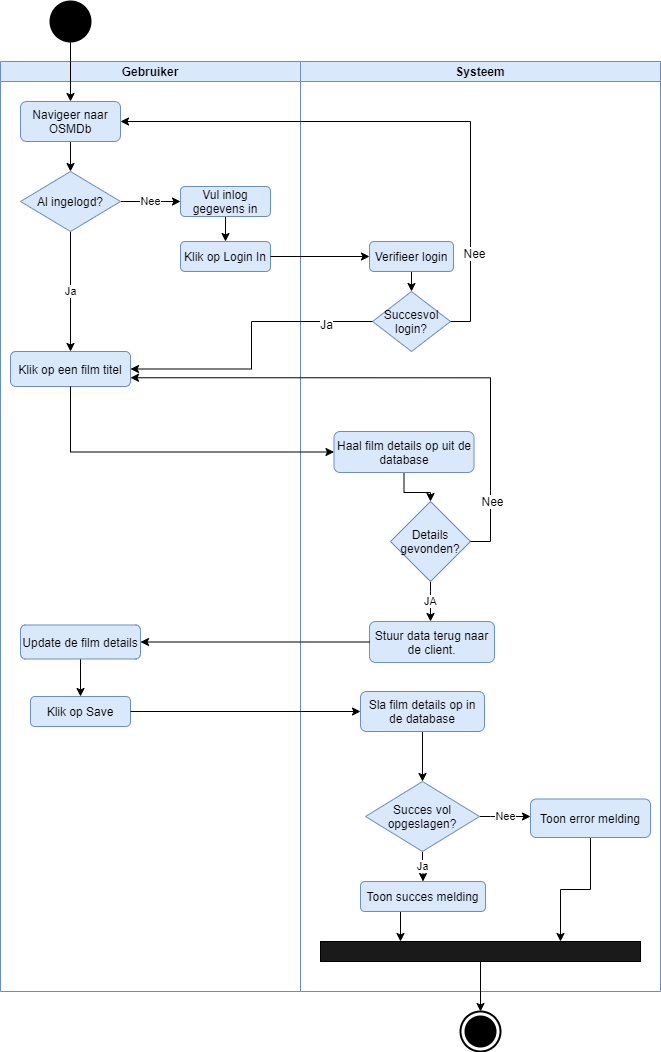 Gebruiker
Systeem
Navigeer naar
OSMDb
Al ingelogd?
Nee
Vul inlog
gegevens in
Klik op Login In
Verifieer login
Nee
Succesvol
login?
Ja
Ja
Klik op een film titel
Haal film details op uit de
database
Nee
Details
gevonden?
JA
Stuur data terug naar
de client.
Update de film details
Klik op Save
Sla film details op in
de database
Succes vol
opgeslagen?
Nee
Toon error melding
Ja
Toon succes melding